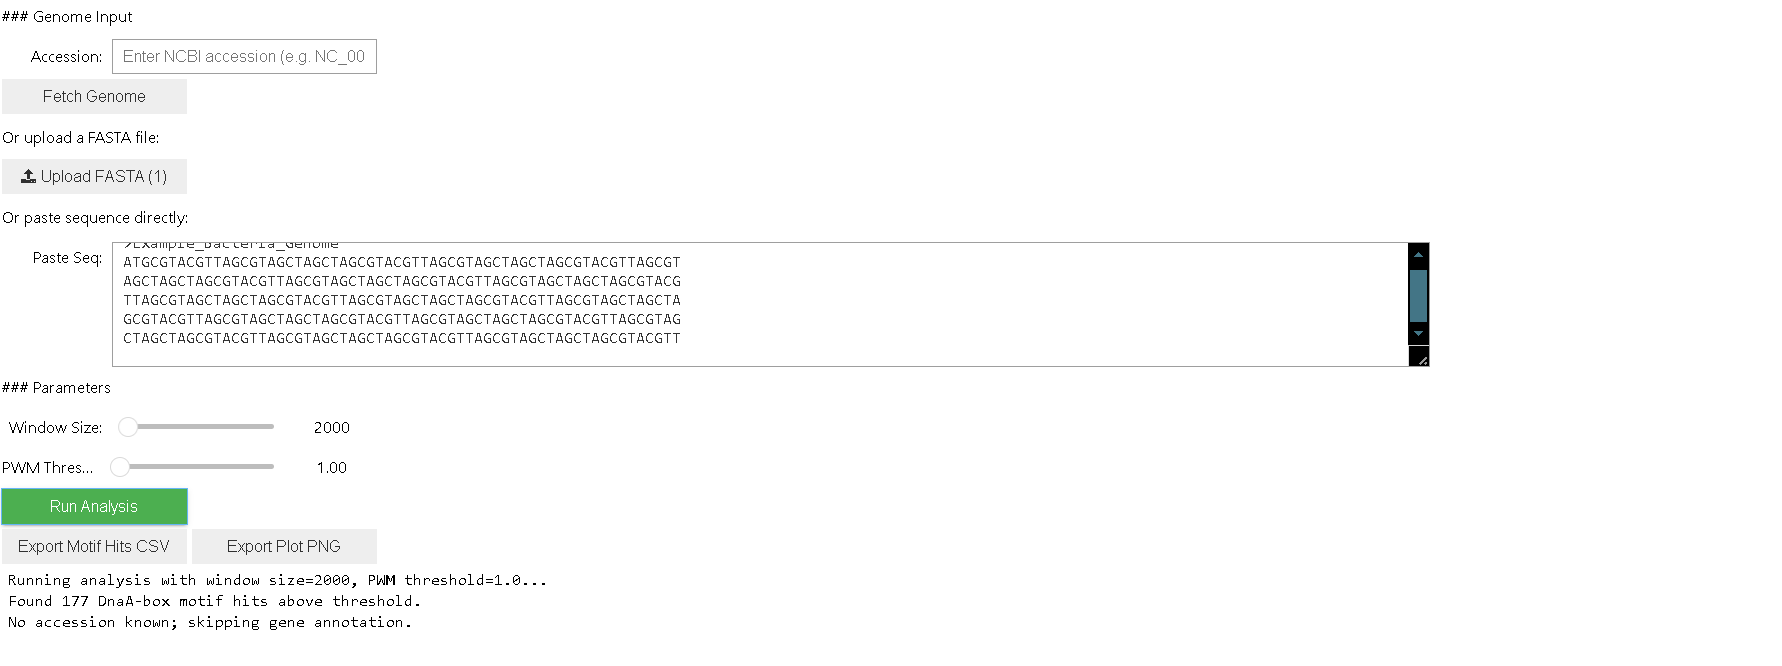 ### Genome Input
Accession: Enter NCBI accession (e.g. NC_00
Fetch Genome
Or upload a FASTA file:
Upload FASTA (1)
Or paste sequence directly:
>Example_Bacteria_Genome
Paste Seq:
ATGCGTACGTTAGCGTAGCTAGCTAGCGTACGTTAGCGTAGCTAGCTAGCGTACGTTAGCGT
AGCTAGCTAGCGTACGTTAGCGTAGCTAGCTAGCGTACGTTAGCGTAGCTAGCTAGCGTACG
TTAGCGTAGCTAGCTAGCGTACGTTAGCGTAGCTAGCTAGCGTACGTTAGCGTAGCTAGCTA
GCGTACGTTAGCGTAGCTAGCTAGCGTACGTTAGCGTAGCTAGCTAGCGTACGTTAGCGTAG
CTAGCTAGCGTACGTTAGCGTAGCTAGCTAGCGTACGTTAGCGTAGCTAGCTAGCGTACGTT
### Parameters
Window Size: 2000
PWM Thres... 1.00
Run Analysis
Export Motif Hits CSV Export Plot PNG
Running analysis with window size=2000, PWM threshold=1.0...
Found 177 DnaA-box motif hits above threshold.
No accession known; skipping gene annotation.